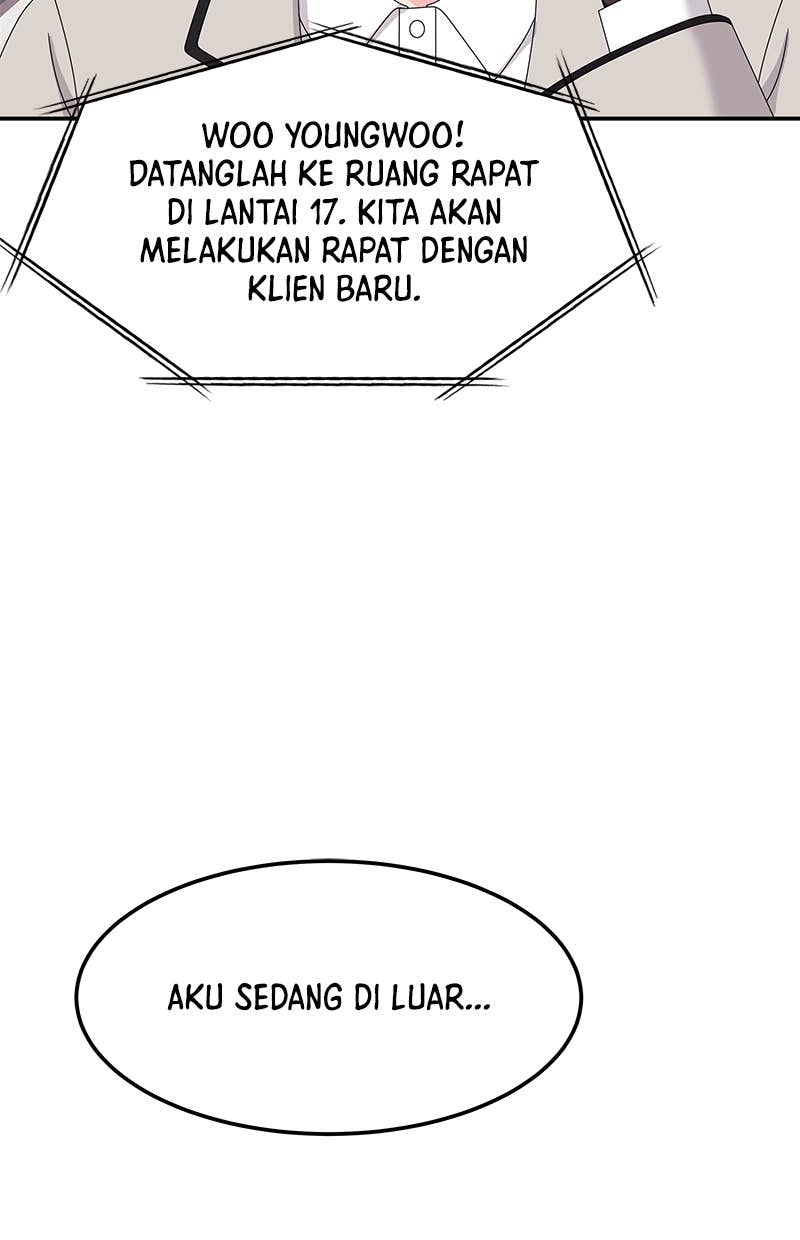 WOO YOUNGWOO!
DATANGLAH KE RUANG RAPAT
DI LANTAI 17. KITA AKAN
MELAKUKAN RAPAT DENGAN
KLIEN BARU.
AKU SEDANG DI LUAR...